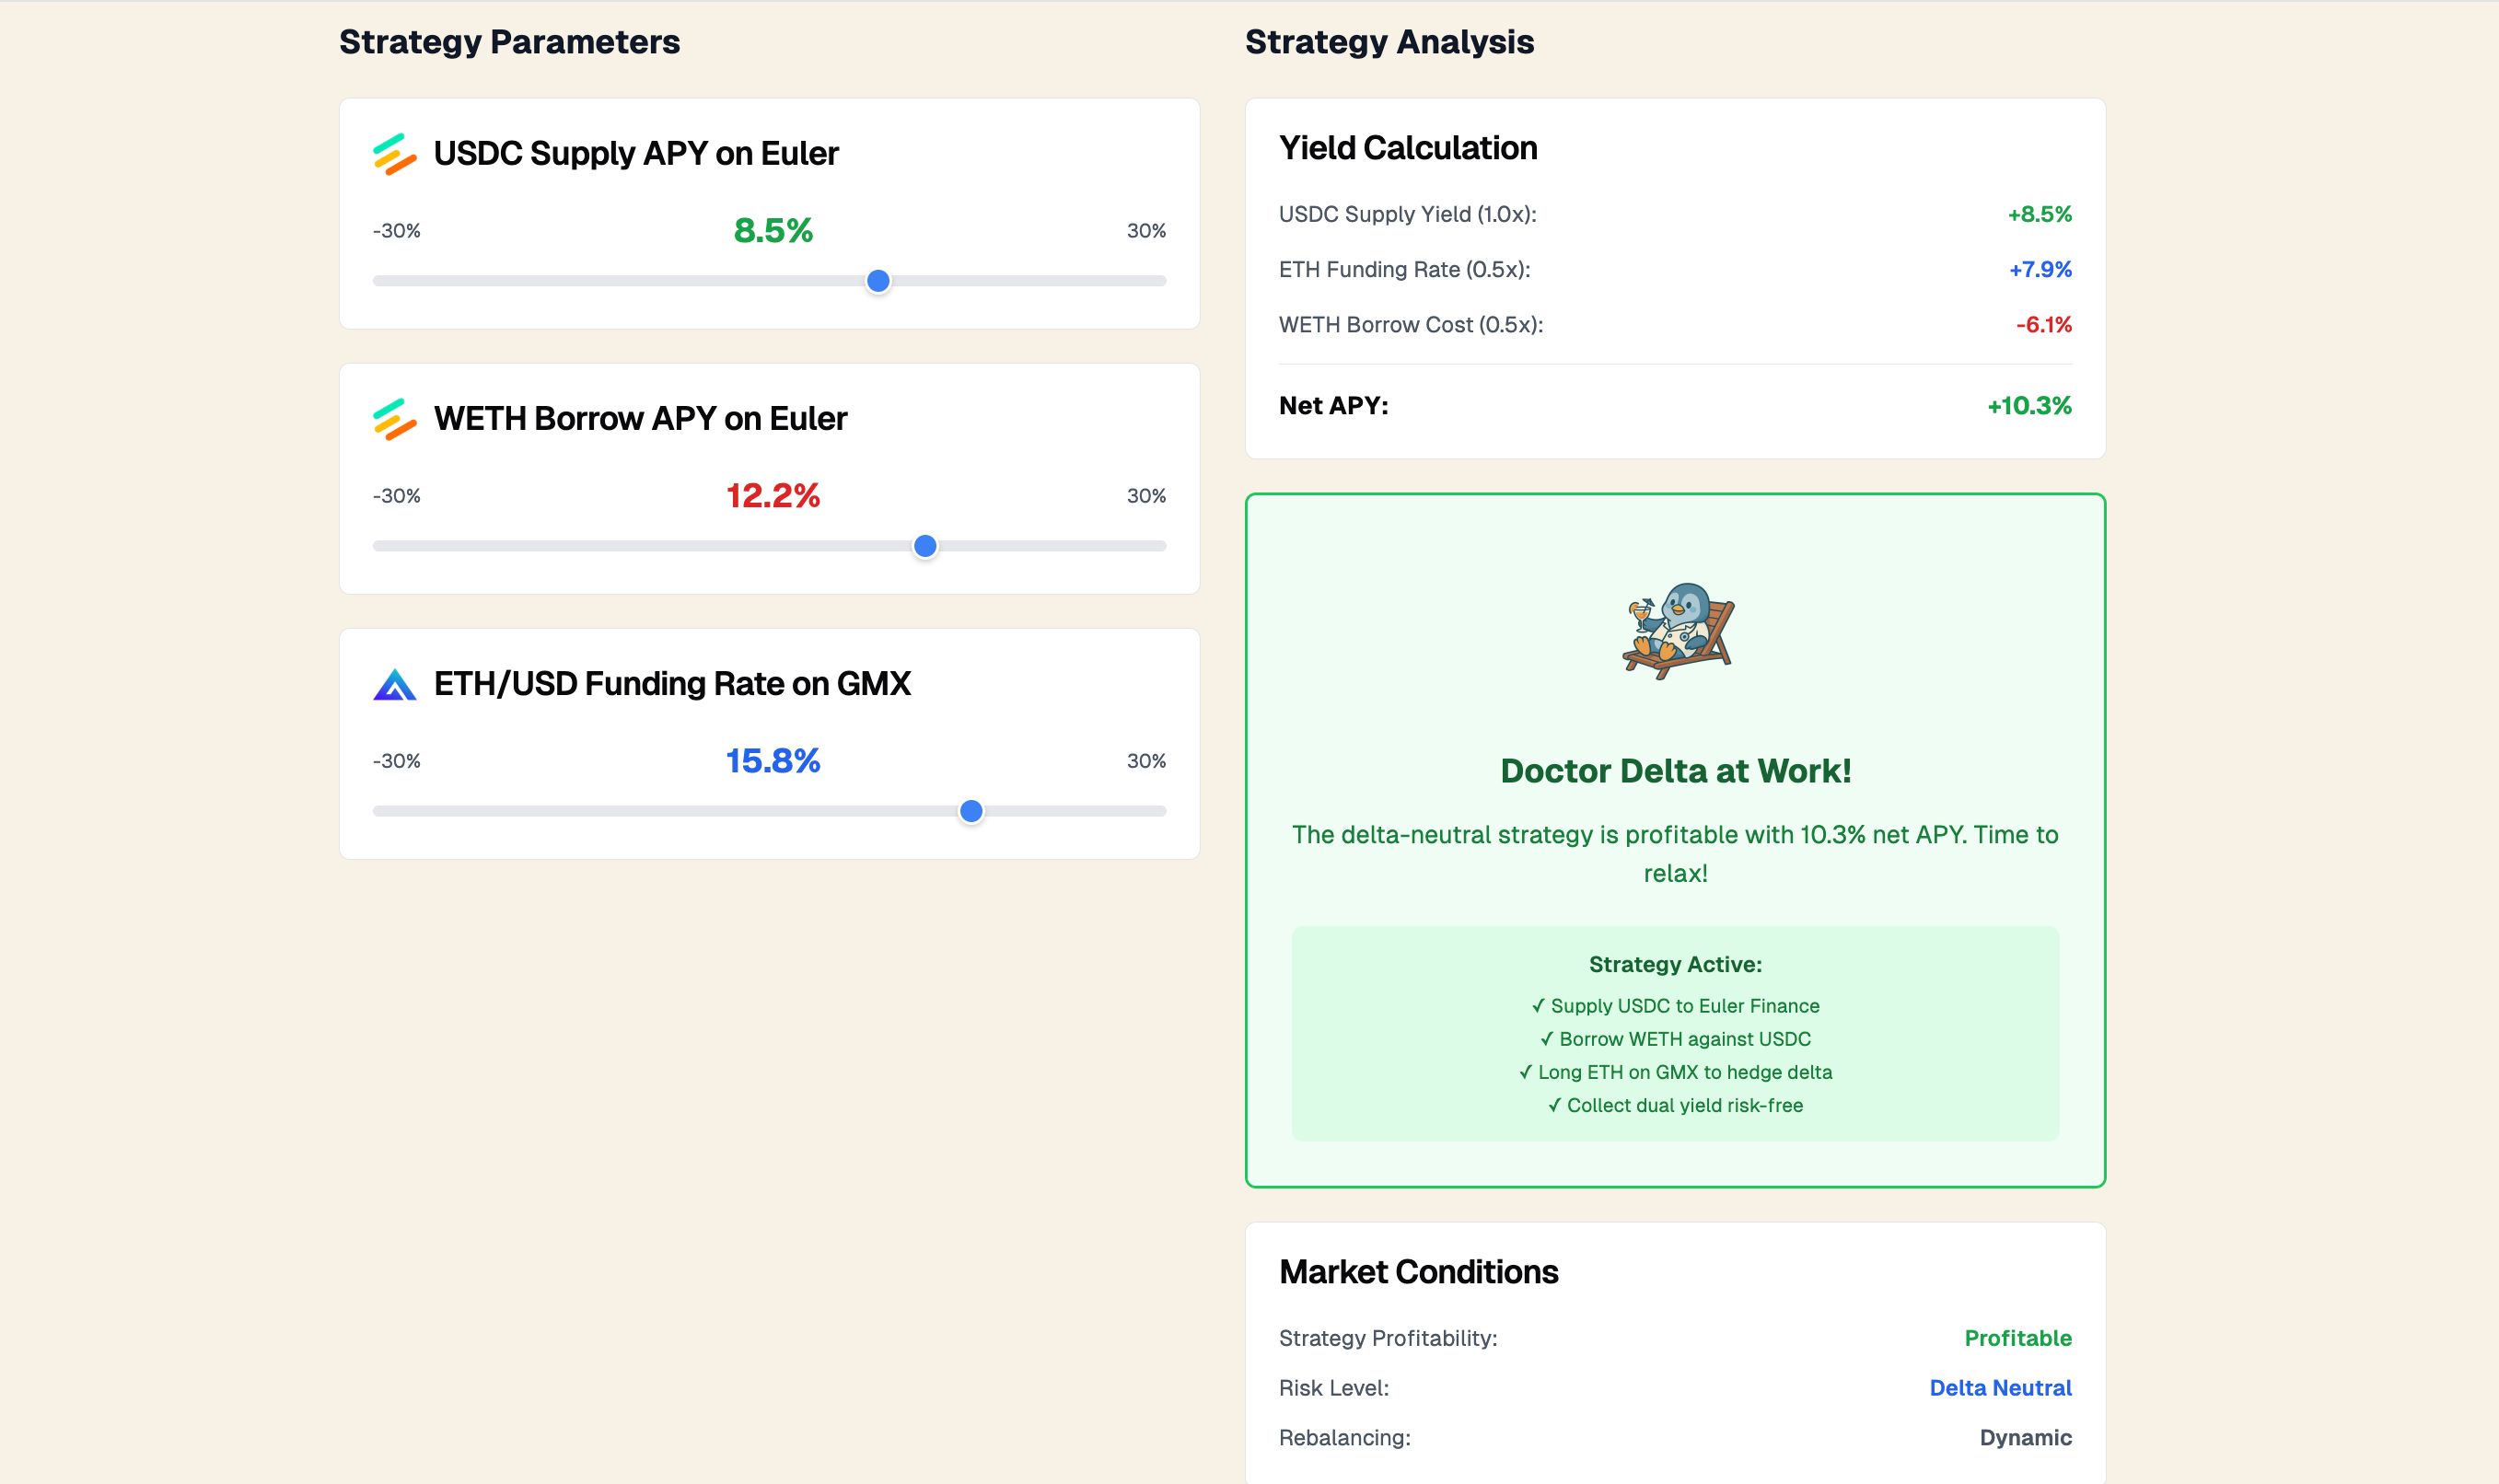 Strategy Parameters
USDC Supply APY on Euler
-30%
8.5%
30%
WETH Borrow APY on Euler
-30%
12.2%
30%
ETH/USD Funding Rate on GMX
-30%
15.8%
30%
Strategy Analysis
Yield Calculation
USDC Supply Yield (1.0x): +8.5%
ETH Funding Rate (0.5x): +7.9%
WETH Borrow Cost (0.5x): -6.1%
Net APY: +10.3%
Doctor Delta at Work!
The delta-neutral strategy is profitable with 10.3% net APY. Time to
relax!
Strategy Active:
✓ Supply USDC to Euler Finance
✓ Borrow WETH against USDC
✓ Long ETH on GMX to hedge delta
✓ Collect dual yield risk-free
Market Conditions
Strategy Profitability: Profitable
Risk Level: Delta Neutral
Rebalancing: Dynamic